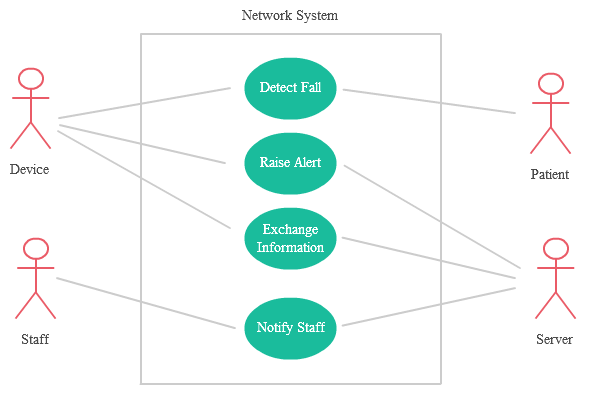 Network System
Detect Fall
Device
Raise Alert
Patient
Exchange
Information
Staff
Notify Staff
Server